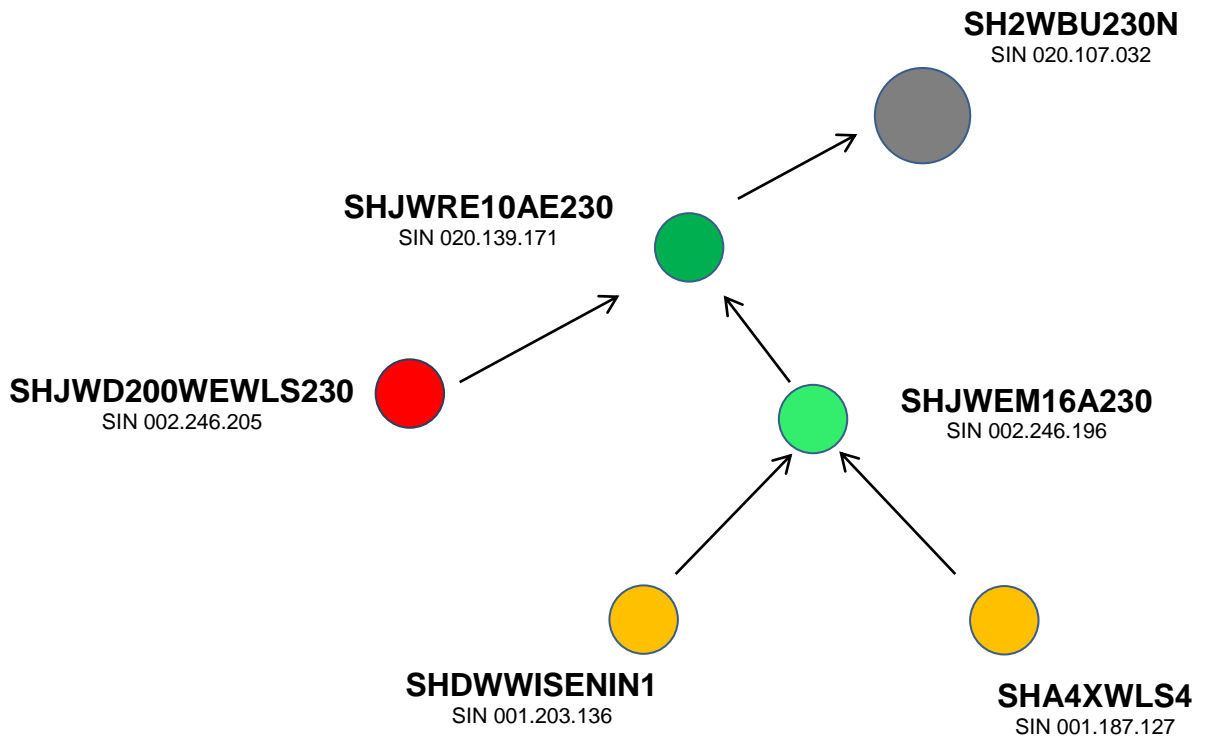 SH2WBU230N
SIN 020.107.032
SHJWRE10AE230
SIN 020.139.171
SHJWD200WEWLS230
SIN 002.246.205
SHJWEM16A230
SIN 002.246.196
SHDWWISENIN1
SIN 001.203.136
SHA4XWLS4
SIN 001.187.127